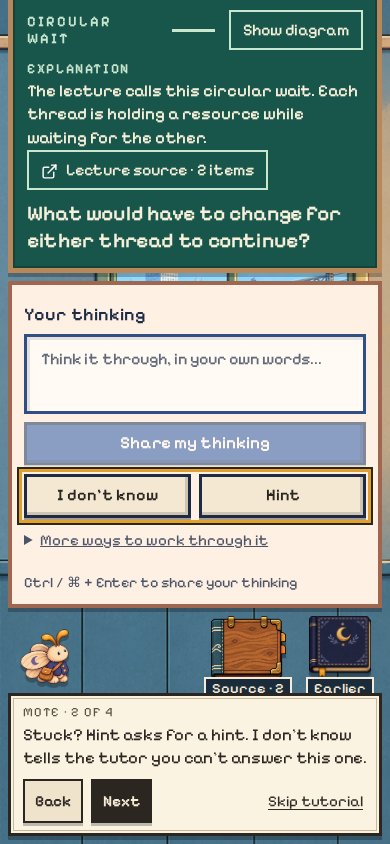 CIRCULAR
WAIT
Show diagram
EXPLANATION
The lecture calls this circular wait. Each
thread is holding a resource while
waiting for the other.
Lecture source · 2 items
What would have to change for
either thread to continue?
Your thinking
Think it through, in your own words...
Share my thinking
I don't know
Hint
More ways to work through it
Ctrl / ⌘ + Enter to share your thinking
Source · 2
Earlier
MOTE · 2 OF 4
Stuck? Hint asks for a hint. I don't know
tells the tutor you can't answer this one.
Back
Next
Skip tutorial